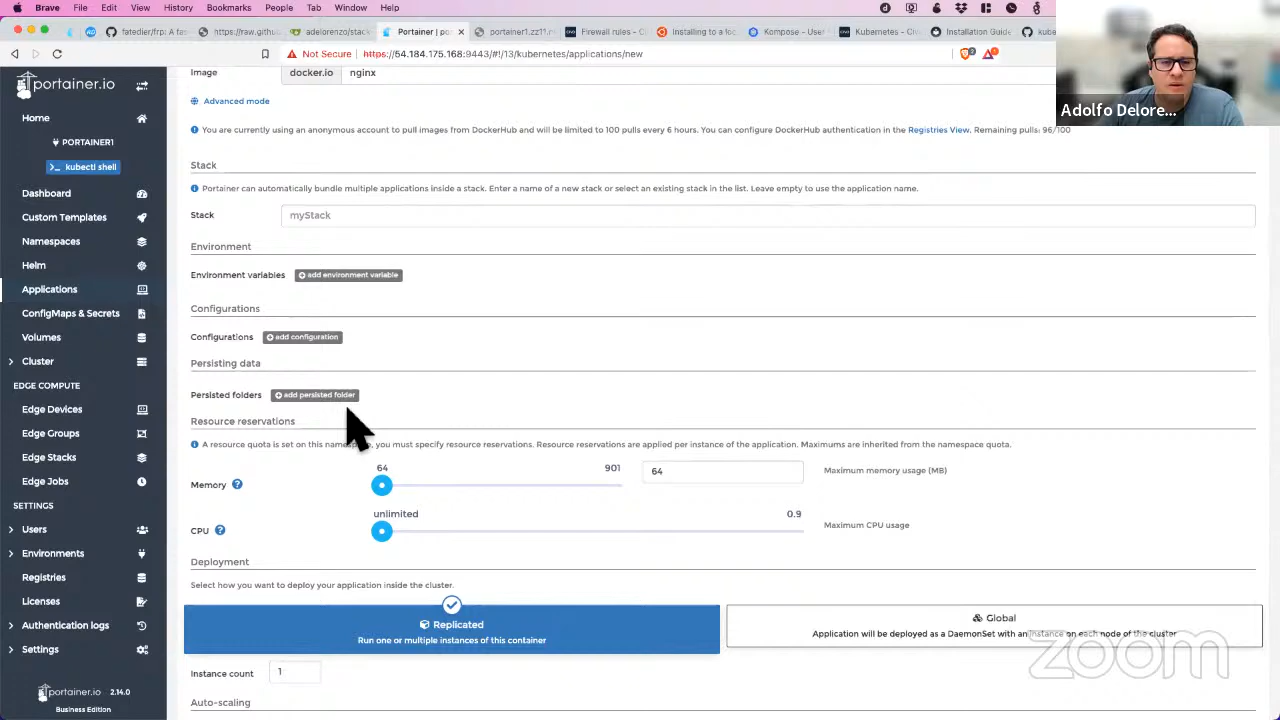 Brave File Edit View History Bookmarks People Tab Window Help
fatedier/frp: A fas
https://raw.github
adelorenzo/stack
Portainer | po
portainer1.zz11.n
Firewall rules –
Installing to a foc
Kompose - User
Kubernetes - Clo
Installation Guid
kube
Not Secure https://54.184.175.168:9443/#!/13/kubernetes/applications/new
Adolfo Delore...
portainer.io
Home
PORTAINER1
>_ kubectl shell
Dashboard
Custom Templates
Namespaces
Helm
Applications
ConfigMaps & Secrets
Volumes
Cluster
EDGE COMPUTE
Edge Devices
Edge Groups
Edge Stacks
Edge Jobs
SETTINGS
Users
Environments
Registries
Licenses
Authentication logs
Settings
portainer.io 2.14.0
Business Edition
Image docker.io nginx
Advanced mode
You are currently using an anonymous account to pull images from DockerHub and will be limited to 100 pulls every 6 hours. You can configure DockerHub authentication in the Registries View. Remaining pulls: 96/100
Stack
Portainer can automatically bundle multiple applications inside a stack. Enter a name of a new stack or select an existing stack in the list. Leave empty to use the application name.
Stack myStack
Environment
Environment variables add environment variable
Configurations
Configurations add configuration
Persisting data
Persisted folders add persisted folder
Resource reservations
A resource quota is set on this namespace, you must specify resource reservations. Resource reservations are applied per instance of the application. Maximums are inherited from the namespace quota.
64 901
Memory 64 Maximum memory usage (MB)
unlimited 0.9
CPU Maximum CPU usage
Deployment
Select how you want to deploy your application inside the cluster.
Replicated
Run one or multiple instances of this container
Global
Application will be deployed as a DaemonSet with an instance on each node of the cluster
Instance count 1
Auto-scaling
zoom